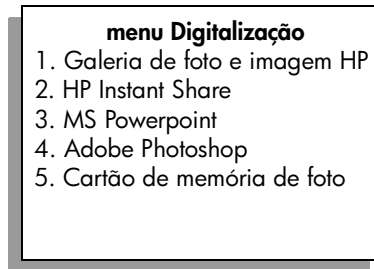 menu Digitalização
1. Galeria de foto e imagem HP
2. HP Instant Share
3. MS Powerpoint
4. Adobe Photoshop
5. Cartão de memória de foto